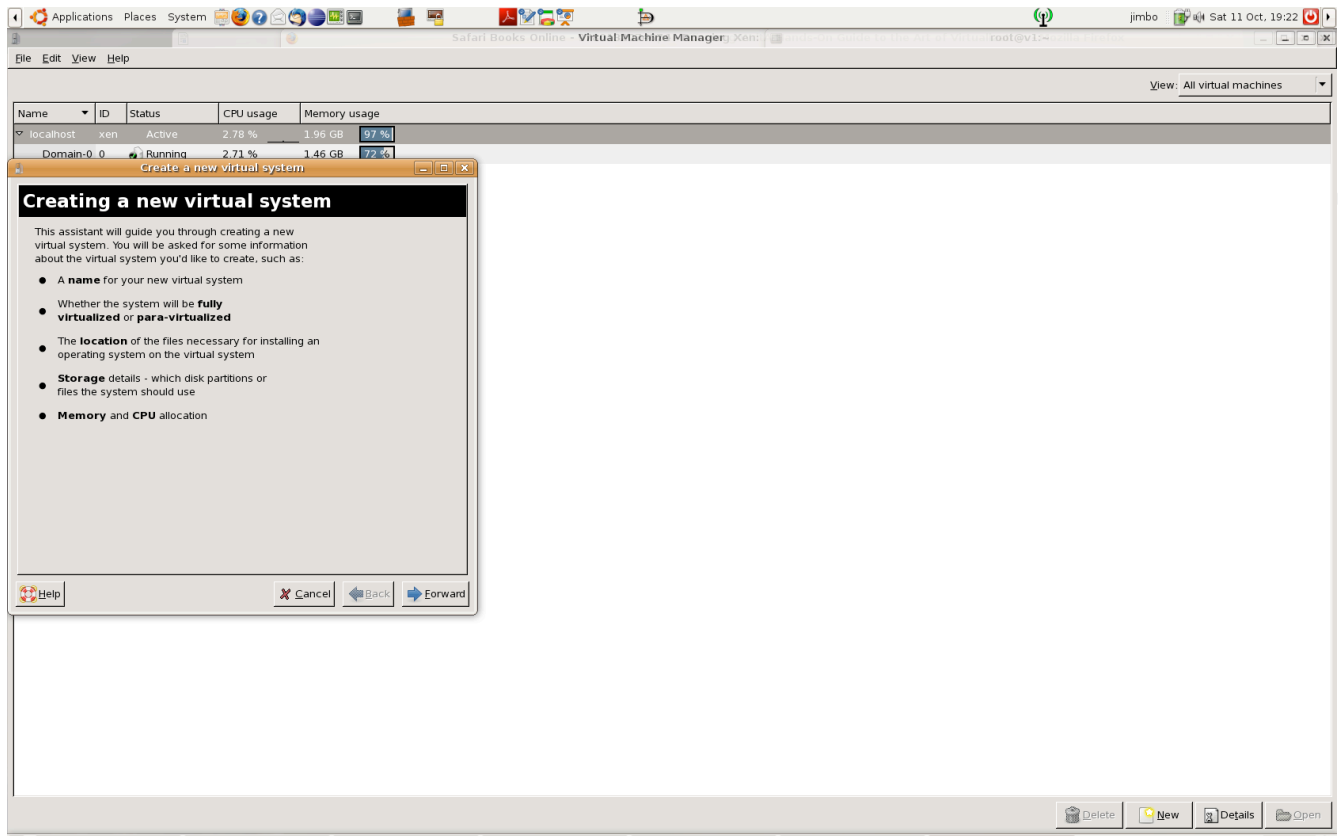 Applications Places System jimbo Sat 11 Oct, 19:22
Safari Books Online - Virtual Machine Manager Xen: root@v1:~
File Edit View Help
View: All virtual machines
Name ID Status CPU usage Memory usage
localhost xen Active 2.78 % 1.96 GB 97 %
Domain-0 0 Running 2.71 % 1.46 GB 72 %
Create a new virtual system
Creating a new virtual system
This assistant will guide you through creating a new
virtual system. You will be asked for some information
about the virtual system you'd like to create, such as:
● A name for your new virtual system
● Whether the system will be fully
virtualized or para-virtualized
● The location of the files necessary for installing an
operating system on the virtual system
● Storage details - which disk partitions or
files the system should use
● Memory and CPU allocation
Help Cancel Back Forward
Delete New Details Open